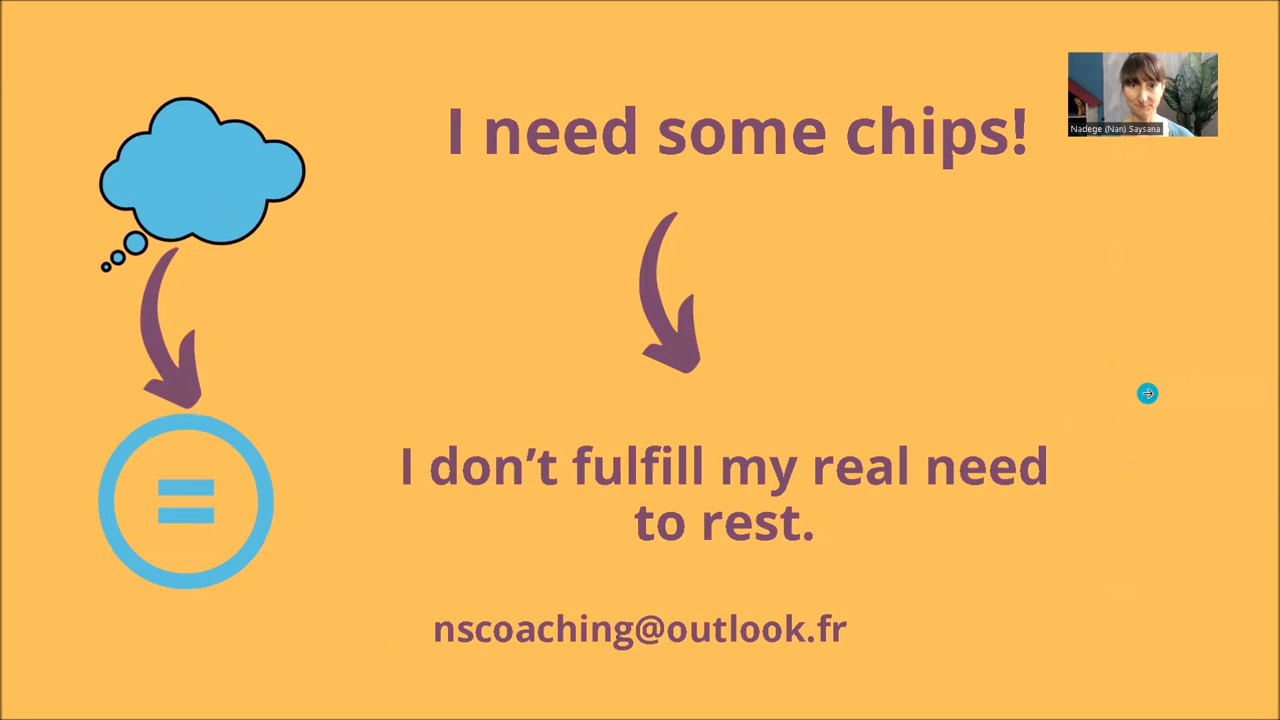 I need some chips!
Nadege (Nan) Saysana
I don't fulfill my real need
to rest.
nscoaching@outlook.fr